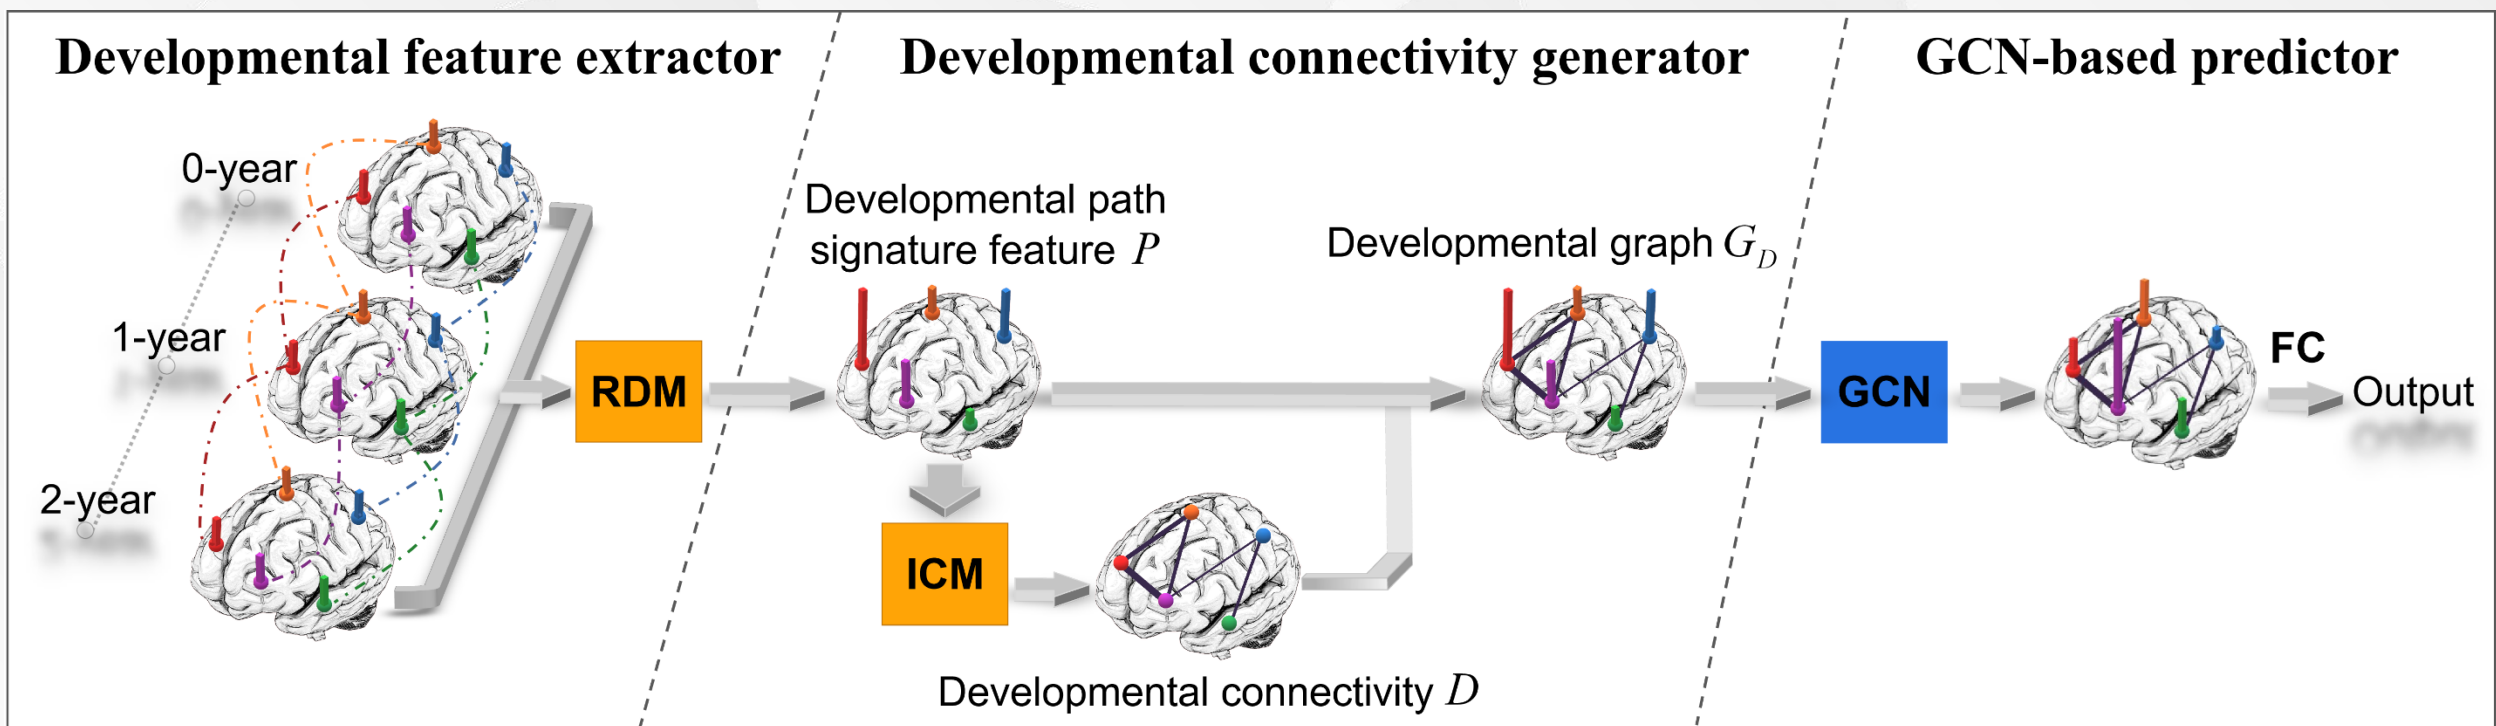 Developmental feature extractor
0-year
1-year
2-year
RDM
Developmental connectivity generator
Developmental path
signature feature P
ICM
Developmental connectivity D
Developmental graph G_D
GCN-based predictor
GCN
FC
Output